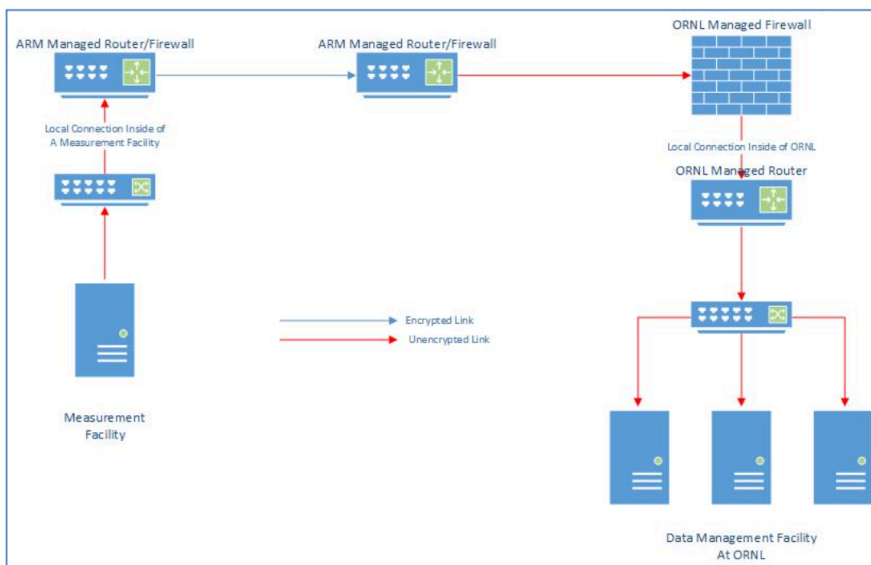 ORNL Managed Firewall
ARM Managed Router/Firewall
ARM Managed Router/Firewall
Local Connection Inside of
A Measurement Facility
Local Connection Inside of ORNL
ORNL Managed Router
Encrypted Link
Unencrypted Link
Measurement
Facility
Data Management Facility
At ORNL